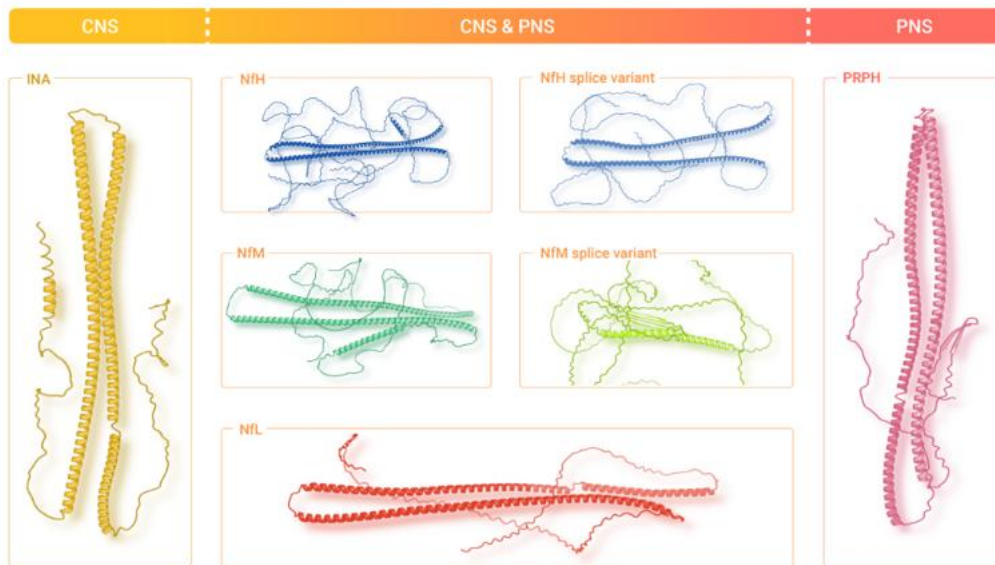 CNS
CNS & PNS
PNS
INA
NfH
NfH splice variant
PRPH
NfM
NfM splice variant
NfL